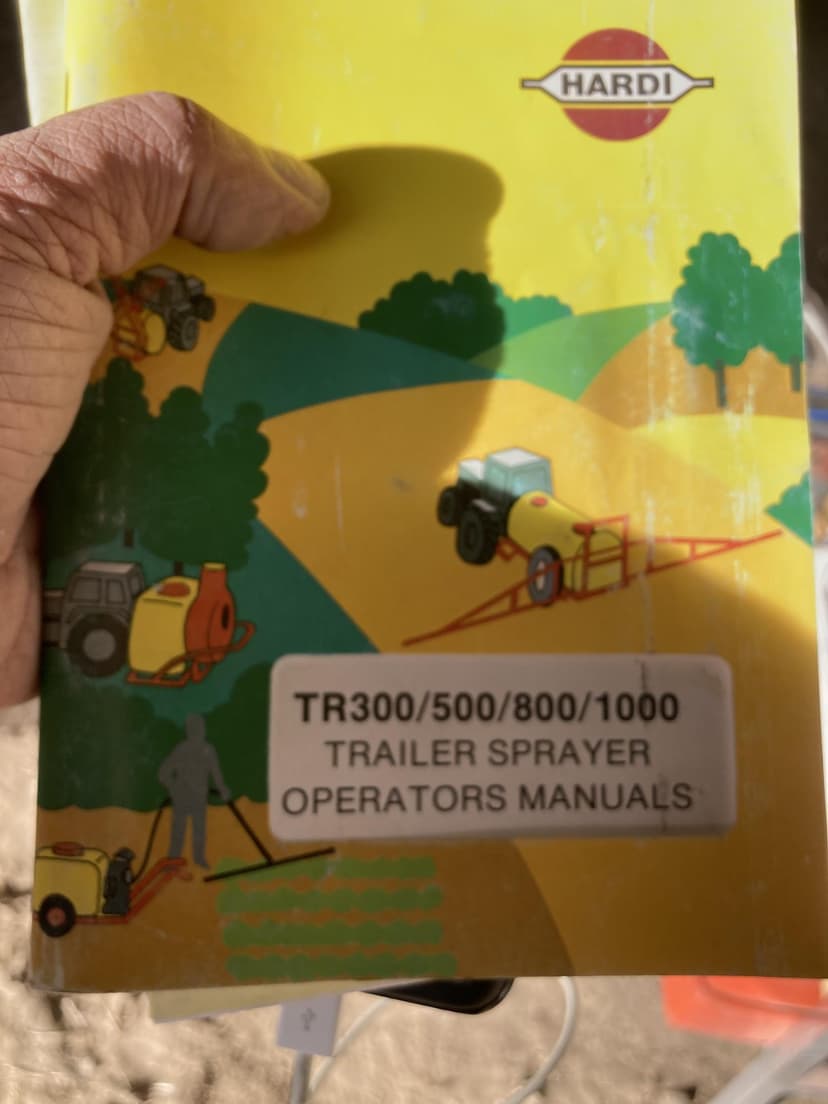 HARDI
TR300/500/800/1000
TRAILER SPRAYER
OPERATORS MANUALS